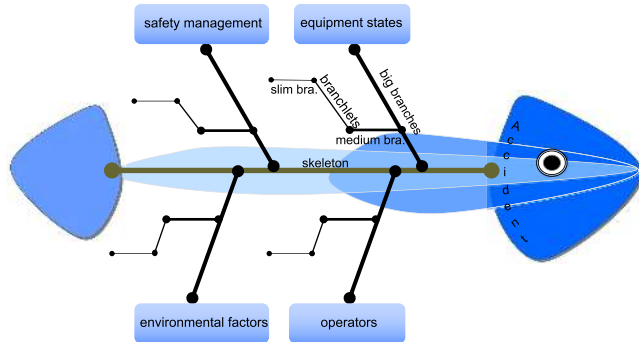 safety management
equipment states
slim bra.
branchlets
big branches
medium bra.
skeleton
Accident
environmental factors
operators